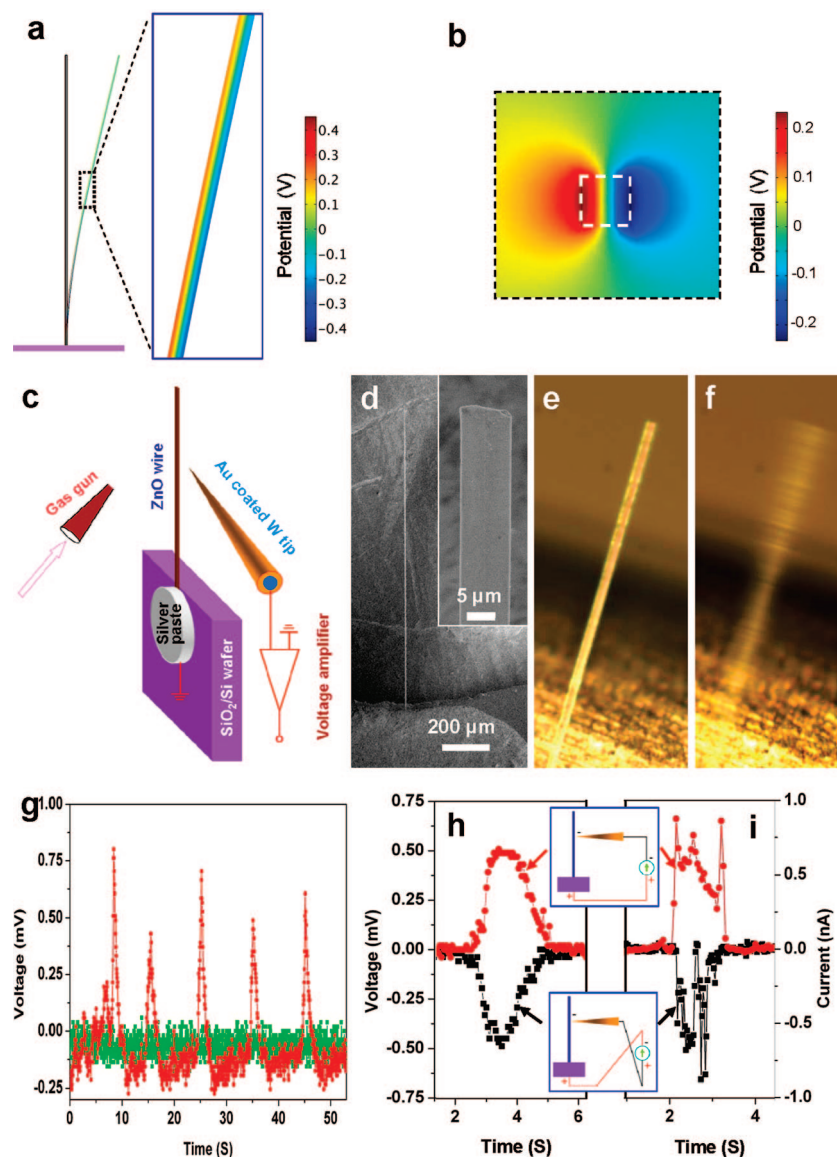 a
0.4
0.3
0.2
0.1
0
-0.1
-0.2
-0.3
-0.4
Potential (V)
b
0.2
0.1
0
-0.1
-0.2
Potential (V)
c
Gas gun
ZnO wire
Au coated W tip
Silver
paste
SiO₂/Si wafer
Voltage amplifier
d
5 µm
200 µm
e
f
g
1.00
0.75
0.50
0.25
0.00
-0.25
Voltage (mV)
0
10
20
30
40
50
Time (S)
h
0.75
0.50
0.25
0.00
-0.25
-0.50
-0.75
Voltage (mV)
2
4
6
Time (S)
- + +
- + +
i
1.0
0.5
0.0
-0.5
-1.0
Current (nA)
2
4
Time (S)